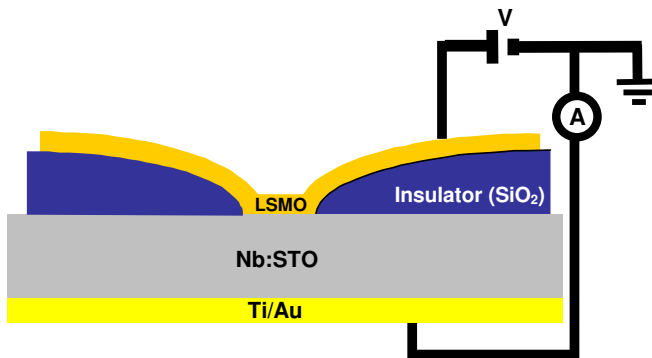 V
A
LSMO
Insulator (SiO₂)
Nb:STO
Ti/Au